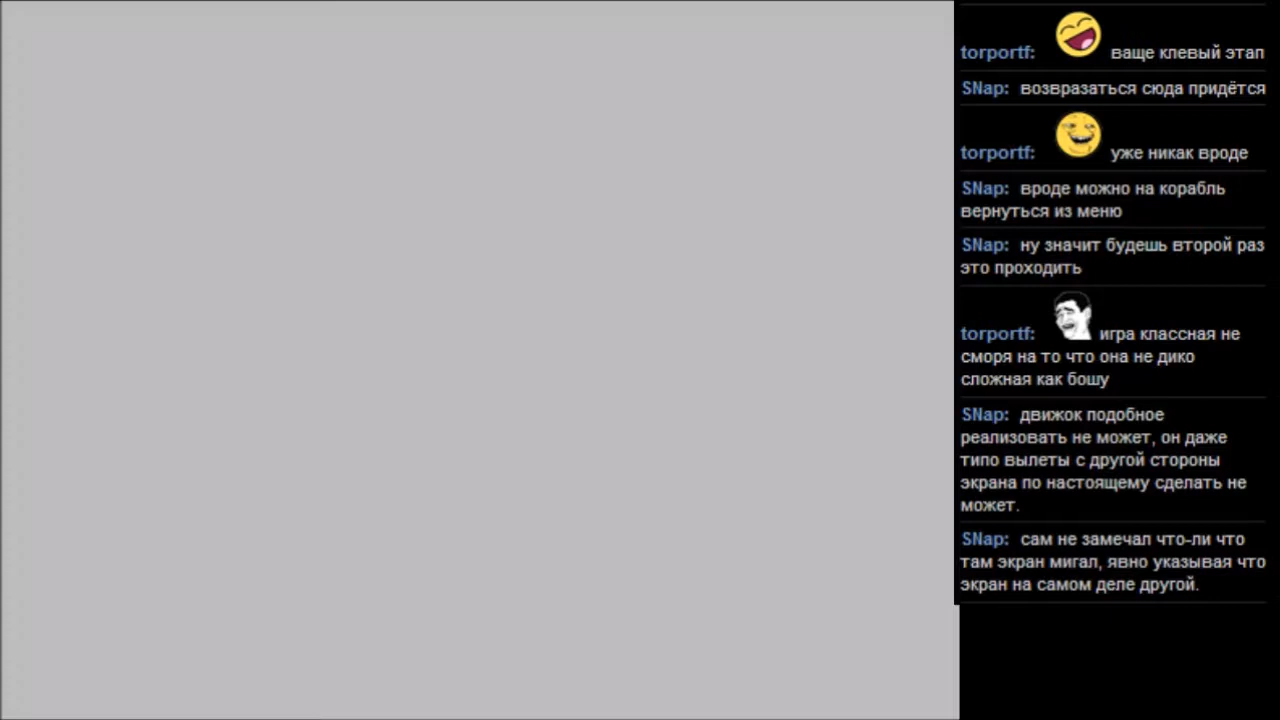 torportf: ваще клевый этап
SNap: возвразаться сюда придётся
torportf: уже никак вроде
SNap: вроде можно на корабль
вернуться из меню
SNap: ну значит будешь второй раз
это проходить
torportf: игра классная не
сморя на то что она не дико
сложная как бошу
SNap: движок подобное
реализовать не может, он даже
типо вылеты с другой стороны
экрана по настоящему сделать не
может.
SNap: сам не замечал что-ли что
там экран мигал, явно указывая что
экран на самом деле другой.